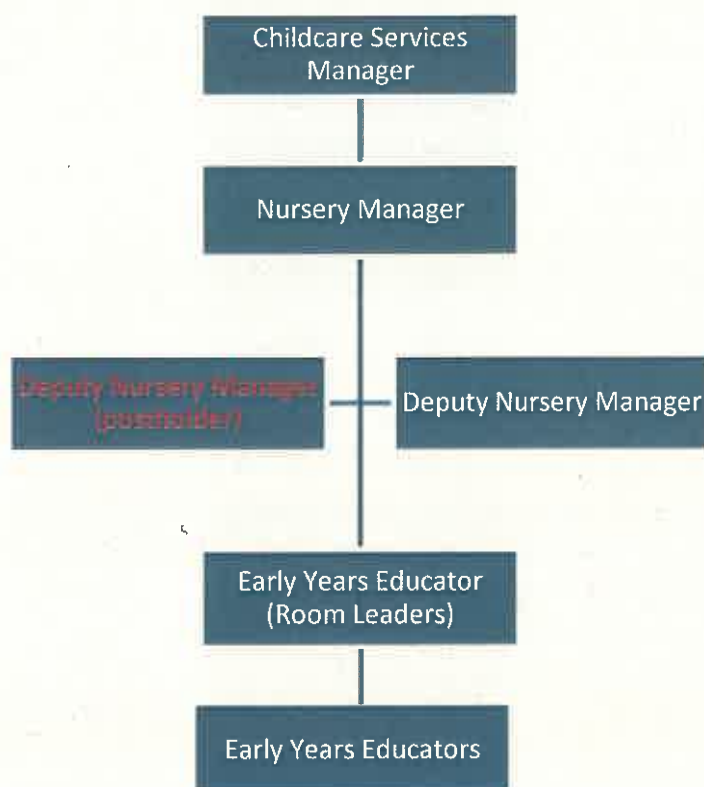 Childcare Services
Manager
Nursery Manager
Deputy Nursery Manager
(postholder)
Deputy Nursery Manager
Early Years Educator
(Room Leaders)
Early Years Educators